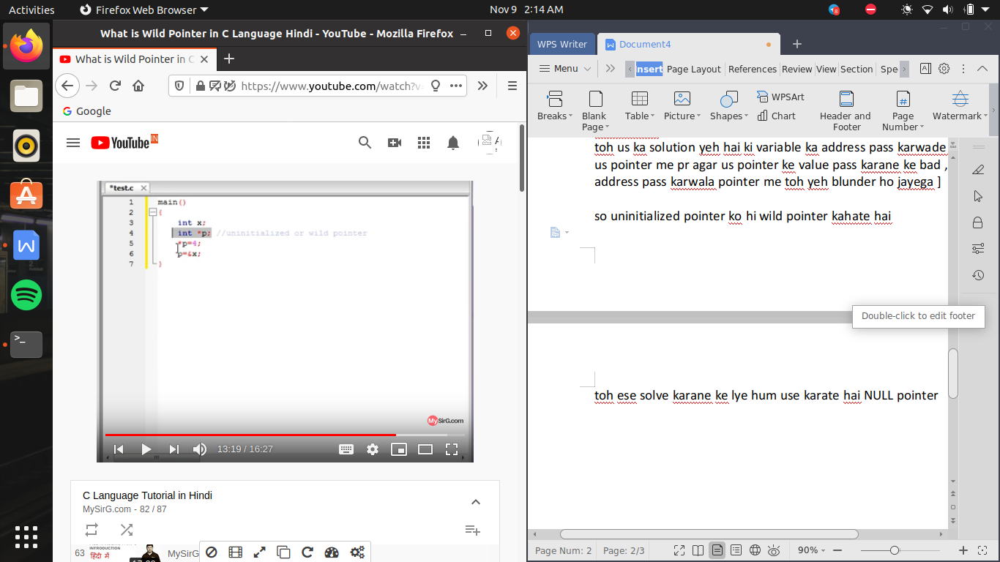 Activities
Firefox Web Browser
Nov 9 2:14 AM
8
What is Wild Pointer in C Language Hindi - YouTube - Mozilla Firefox
What is Wild Pointer in C
https://www.youtube.com/watch?v=
Google
YouTube IN
*test.c
1 main()
2 {
3 int x;
4 int *p; //uninitialized or wild pointer
5 *p=4;
6 p=&x;
7 }
MySirG.com
13:19 / 16:27
C Language Tutorial in Hindi
MySirG.com - 82 / 87
63
INTRODUCTION
हिंदी में
MySirG
WPS Writer
Document4
Menu
Insert
Page Layout
References
Review
View
Section
Spe
Breaks
Blank Page
Table
Picture
Shapes
WPSArt
Chart
Header and Footer
Page Number
Watermark
toh us ka solution yeh hai ki variable ka address pass karwade
us pointer me pr agar us pointer ke value pass karane ke bad ,
address pass karwala pointer me toh yeh blunder ho jayega ]
so uninitialized pointer ko hi wild pointer kahate hai
Double-click to edit footer
toh ese solve karane ke lye hum use karate hai NULL pointer
Page Num: 2
Page: 2/3
90%